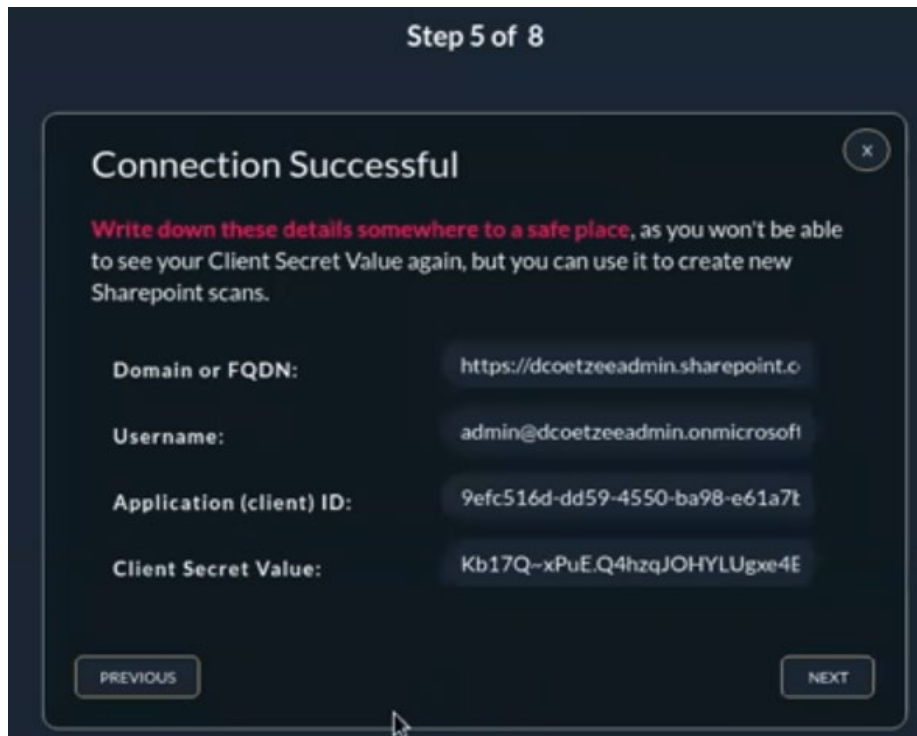 Step 5 of 8
Connection Successful
X
Write down these details somewhere to a safe place, as you won't be able
to see your Client Secret Value again, but you can use it to create new
Sharepoint scans.
Domain or FQDN: https://dcoetzeeadmin.sharepoint.c
Username: admin@dcoetzeeadmin.onmicrosoft
Application (client) ID: 9efc516d-dd59-4550-ba98-e61a7
Client Secret Value: Kb17Q~xPuE.Q4hzqJOHYLUgxe4
PREVIOUS
NEXT